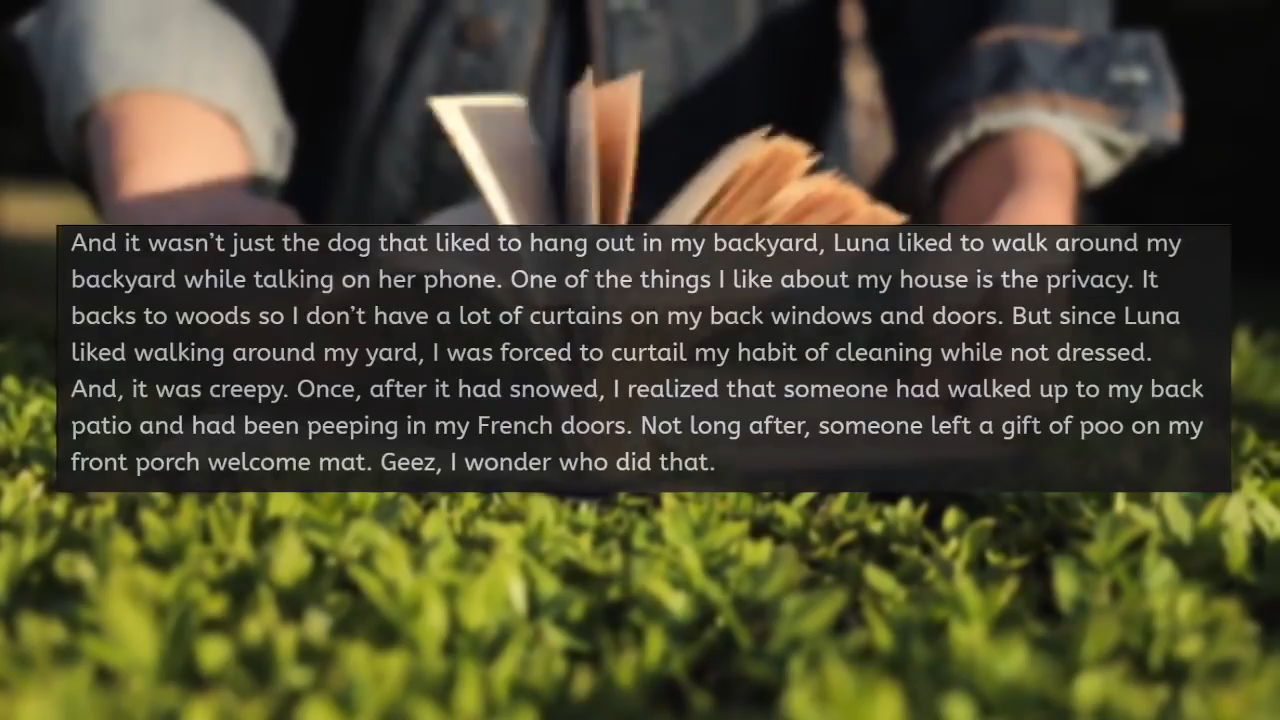 And it wasn’t just the dog that liked to hang out in my backyard, Luna liked to walk around my
backyard while talking on her phone. One of the things I like about my house is the privacy. It
backs to woods so I don’t have a lot of curtains on my back windows and doors. But since Luna
liked walking around my yard, I was forced to curtail my habit of cleaning while not dressed.
And, it was creepy. Once, after it had snowed, I realized that someone had walked up to my back
patio and had been peeping in my French doors. Not long after, someone left a gift of poo on my
front porch welcome mat. Geez, I wonder who did that.